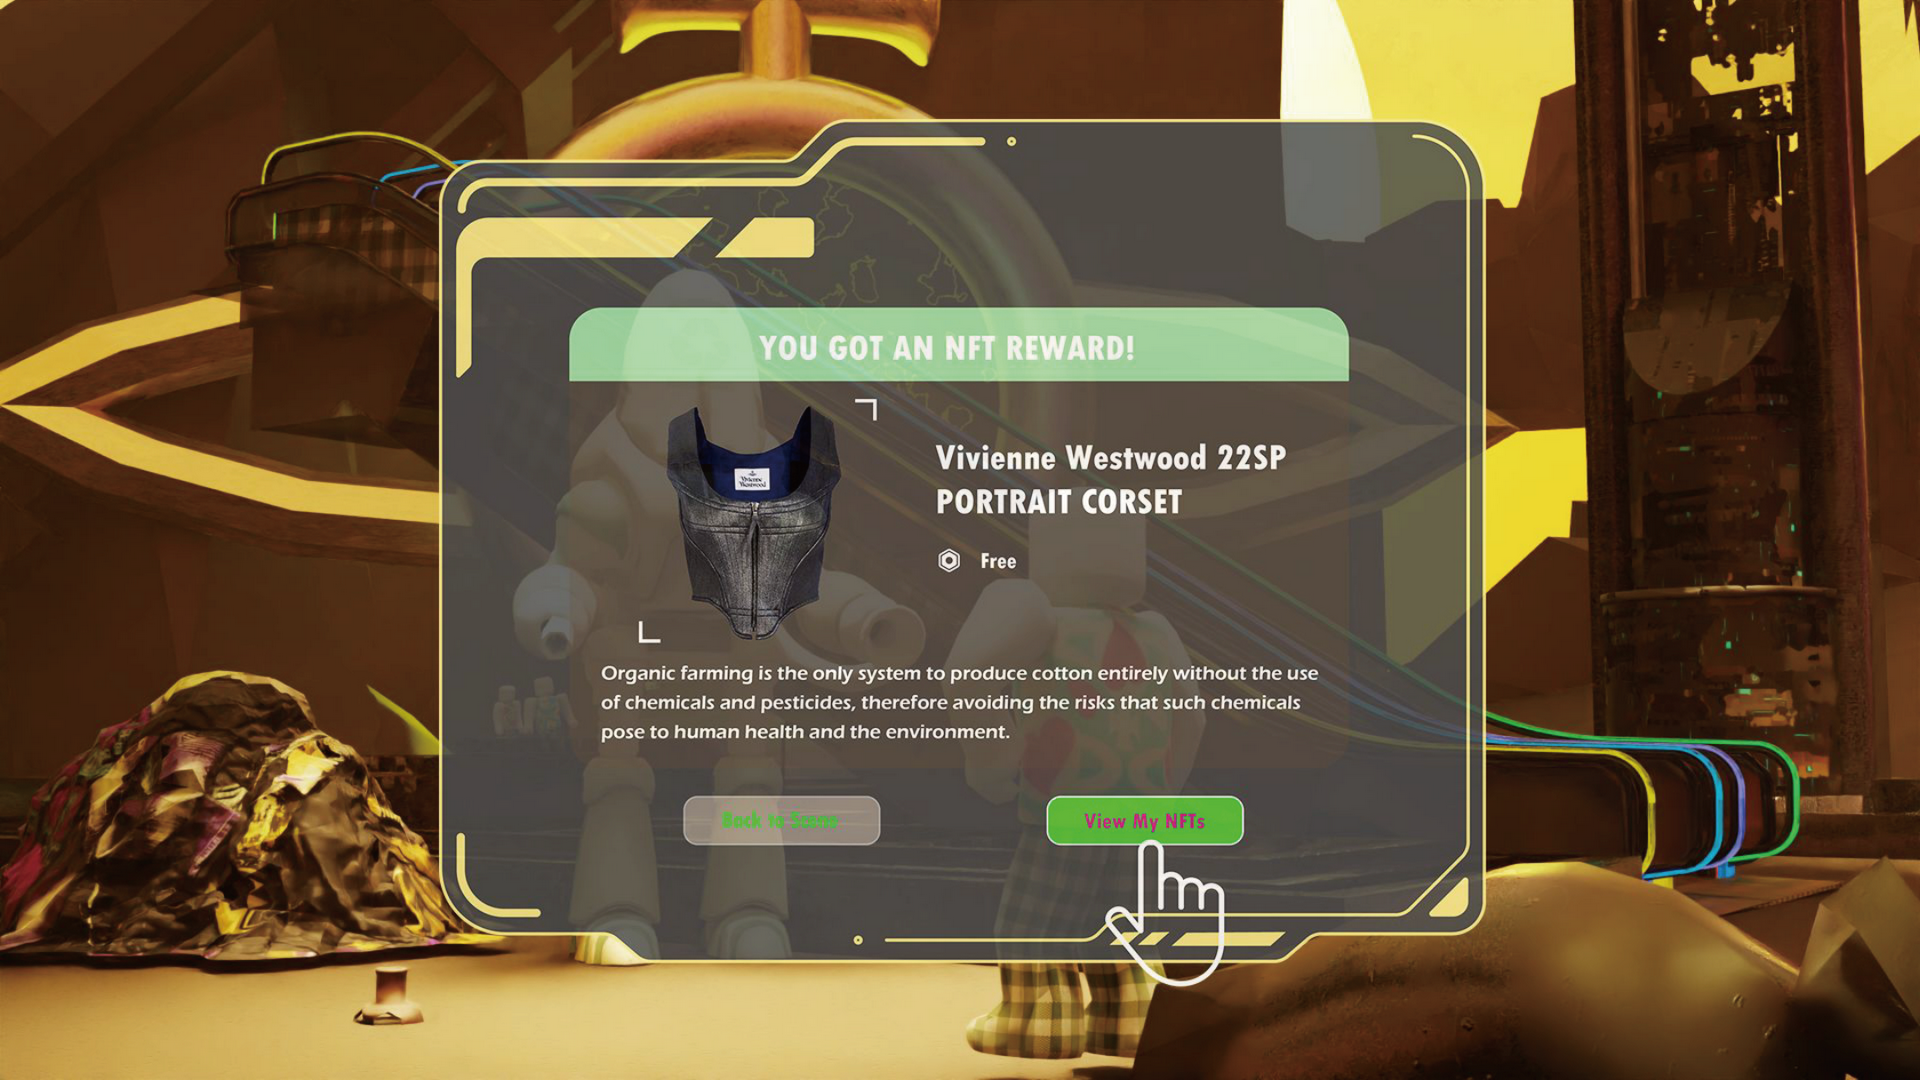 YOU GOT AN NFT REWARD!
Vivienne Westwood 22SP
PORTRAIT CORSET
Vivienne
Westwood
Free
Organic farming is the only system to produce cotton entirely without the use
of chemicals and pesticides, therefore avoiding the risks that such chemicals
pose to human health and the environment.
Back to Scene
View My NFTs